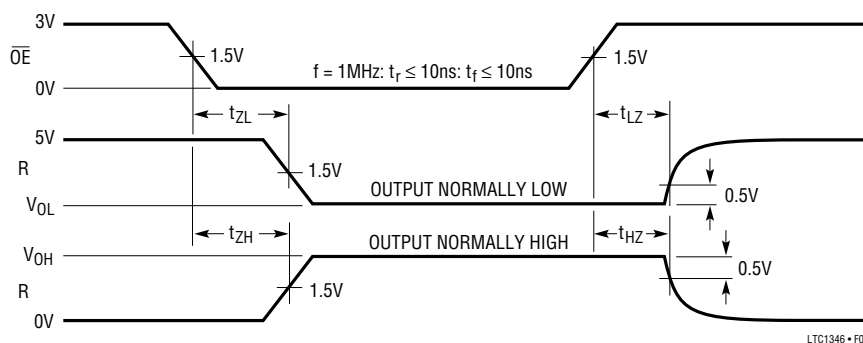 3V
OE
1.5V
f = 1MHz: tr ≤ 10ns: tf ≤ 10ns
1.5V
0V
tZL
tLZ
5V
R
1.5V
OUTPUT NORMALLY LOW
0.5V
VOL
tZH
OUTPUT NORMALLY HIGH
tHZ
VOH
0.5V
R
1.5V
0V
LTC1346 • F0